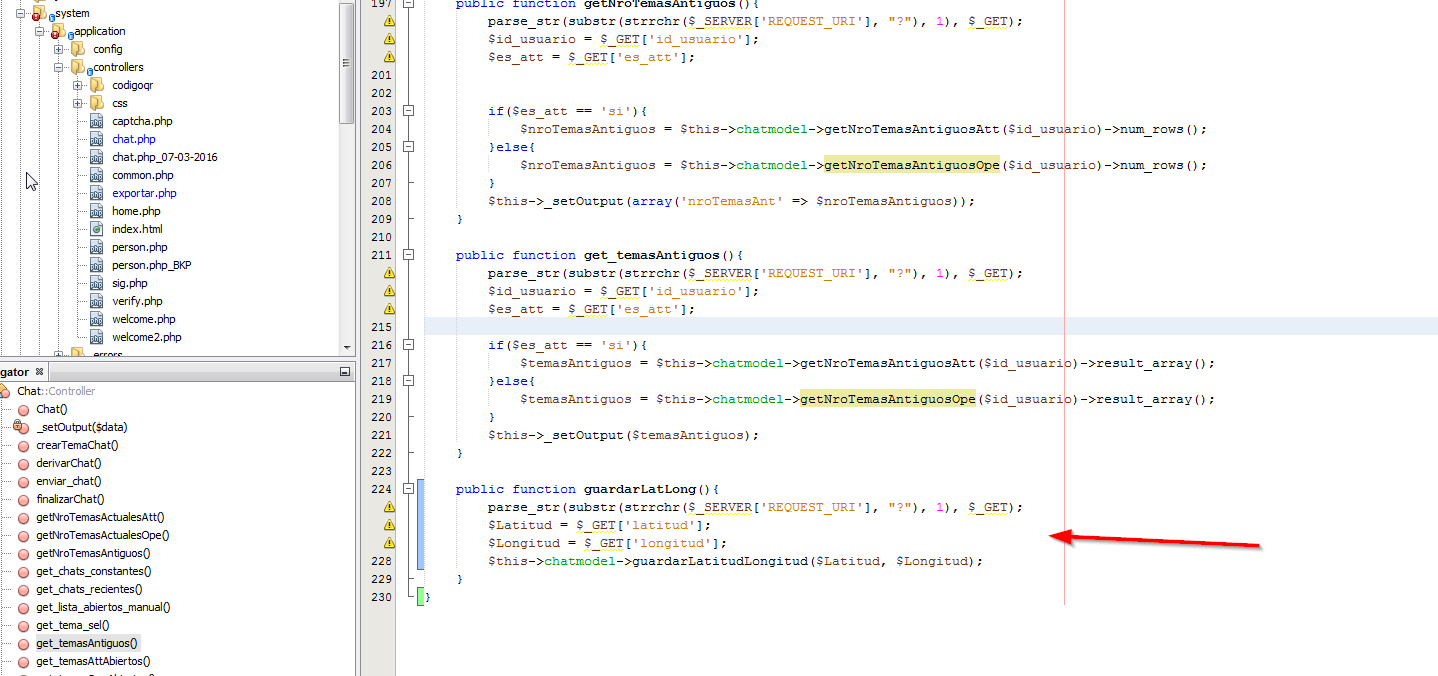 system
application
config
controllers
codigoqr
css
captcha.php
chat.php
chat.php_07-03-2016
common.php
exportar.php
home.php
index.html
person.php
person.php_BKP
sig.php
verify.php
welcome.php
welcome2.php
errors
gator
Chat::Controller
Chat()
_setOutput($data)
crearTemaChat()
derivarChat()
enviar_chat()
finalizarChat()
getNroTemasActualesAtt()
getNroTemasActualesOpe()
getNroTemasAntiguos()
get_chats_constantes()
get_chats_recientes()
get_lista_abiertos_manual()
get_tema_sel()
get_temasAntiguos()
get_temasAttAbiertos()
197 public function getNroTemasAntiguos(){
parse_str(substr(strrchr($_SERVER['REQUEST_URI'], "?"), 1), $_GET);
$id_usuario = $_GET['id_usuario'];
$es_att = $_GET['es_att'];
201
202
203 if($es_att == 'si'){
204 $nroTemasAntiguos = $this->chatmodel->getNroTemasAntiguosAtt($id_usuario)->num_rows();
205 }else{
206 $nroTemasAntiguos = $this->chatmodel->getNroTemasAntiguosOpe($id_usuario)->num_rows();
207 }
208 $this->_setOutput(array('nroTemasAnt' => $nroTemasAntiguos));
209 }
210
211 public function get_temasAntiguos(){
parse_str(substr(strrchr($_SERVER['REQUEST_URI'], "?"), 1), $_GET);
$id_usuario = $_GET['id_usuario'];
$es_att = $_GET['es_att'];
215
216 if($es_att == 'si'){
217 $temasAntiguos = $this->chatmodel->getNroTemasAntiguosAtt($id_usuario)->result_array();
218 }else{
219 $temasAntiguos = $this->chatmodel->getNroTemasAntiguosOpe($id_usuario)->result_array();
220 }
221 $this->_setOutput($temasAntiguos);
222 }
223
224 public function guardarLatLong(){
parse_str(substr(strrchr($_SERVER['REQUEST_URI'], "?"), 1), $_GET);
$Latitud = $_GET['latitud'];
$Longitud = $_GET['longitud'];
228 $this->chatmodel->guardarLatitudLongitud($Latitud, $Longitud);
229 }
230 }